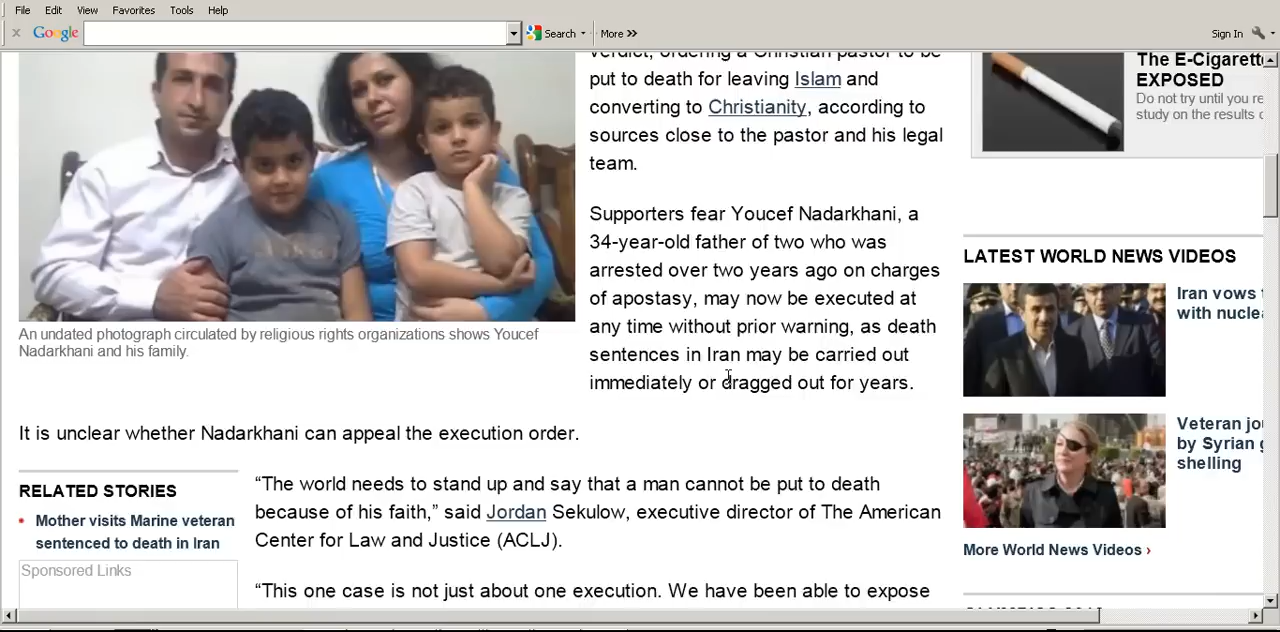 File Edit View Favorites Tools Help
Google Search More Sign In
verdict, ordering a Christian pastor to be
put to death for leaving Islam and
converting to Christianity, according to
sources close to the pastor and his legal
team.
Supporters fear Youcef Nadarkhani, a
34-year-old father of two who was
arrested over two years ago on charges
of apostasy, may now be executed at
any time without prior warning, as death
sentences in Iran may be carried out
immediately or dragged out for years.
An undated photograph circulated by religious rights organizations shows Youcef
Nadarkhani and his family.
It is unclear whether Nadarkhani can appeal the execution order.
RELATED STORIES
• Mother visits Marine veteran
sentenced to death in Iran
Sponsored Links
“The world needs to stand up and say that a man cannot be put to death
because of his faith,” said Jordan Sekulow, executive director of The American
Center for Law and Justice (ACLJ).
“This one case is not just about one execution. We have been able to expose
The E-Cigarett
EXPOSED
Do not try until you re
study on the results
LATEST WORLD NEWS VIDEOS
Iran vows
with nucle
Veteran jo
by Syrian
shelling
More World News Videos ›